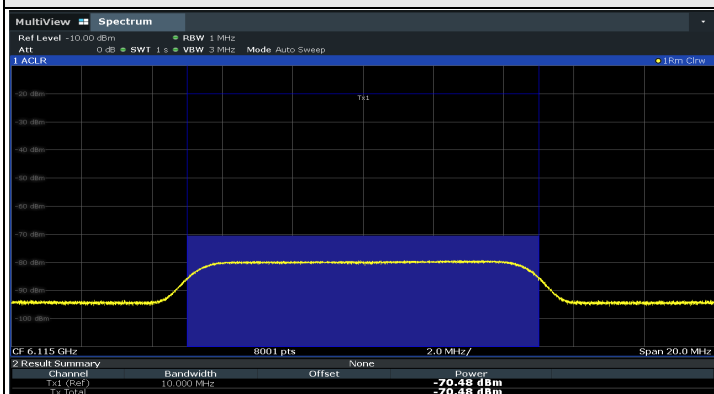 MultiView Spectrum
Ref Level -10.00 dBm RBW 1 MHz
Att 0 dB SWT 1 s VBW 3 MHz Mode Auto Sweep
1 ACLR 1Rm Clrw
Tx1
-20 dBm
-30 dBm
-40 dBm
-50 dBm
-60 dBm
-70 dBm
-80 dBm
-90 dBm
-100 dBm
CF 6.115 GHz 8001 pts 2.0 MHz/ Span 20.0 MHz
2 Result Summary None
Channel Bandwidth Offset Power
Tx1 (Ref) 10.000 MHz -70.48 dBm
Tx Total -70.48 dBm